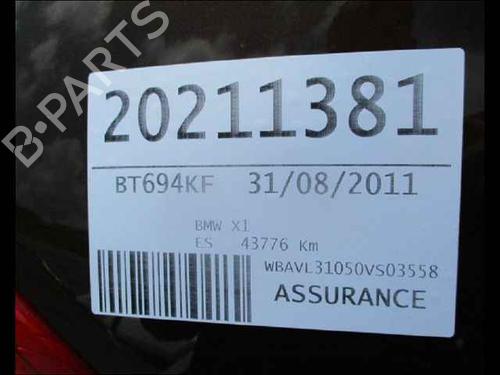 B-PARTS
20211381
BT694KF 31/08/2011
BMW X1
ES 43776 Km
WBAVL31050VS03558
ASSURANCE